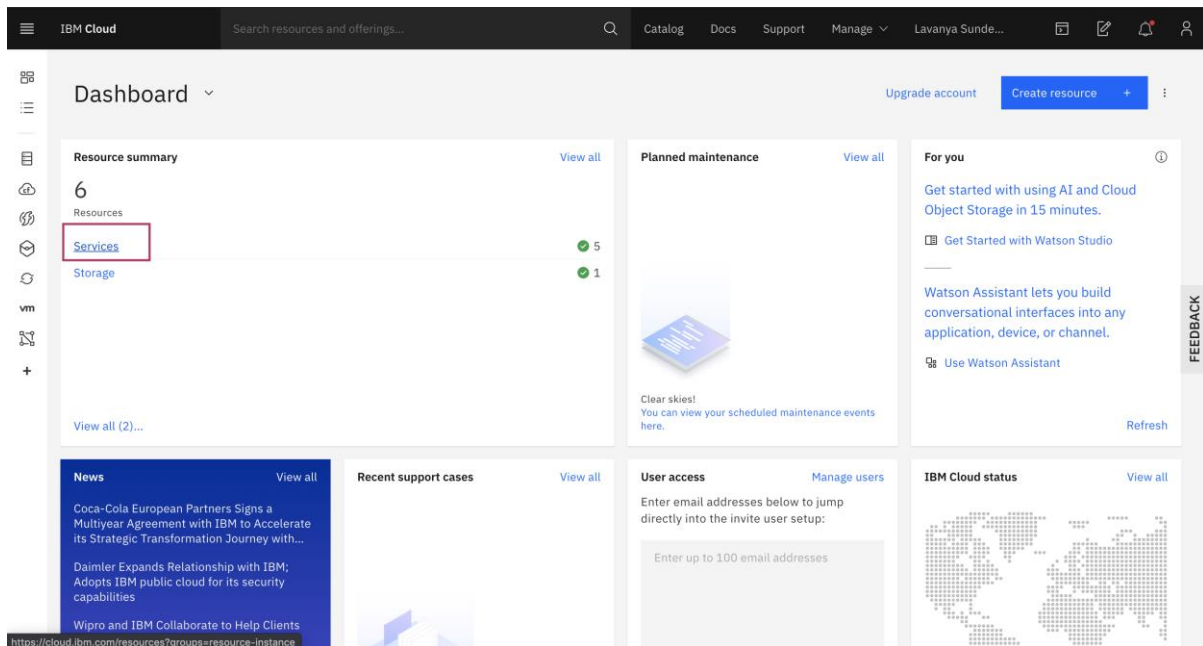 IBM Cloud
Search resources and offerings...
Catalog
Docs
Support
Manage
Lavanya Sunde...
Dashboard
Upgrade account
Create resource +
Resource summary
View all
6
Resources
Services
5
Storage
1
View all (2)...
Planned maintenance
View all
Clear skies!
You can view your scheduled maintenance events
here.
For you
Get started with using AI and Cloud
Object Storage in 15 minutes.
Get Started with Watson Studio
Watson Assistant lets you build
conversational interfaces into any
application, device, or channel.
Use Watson Assistant
Refresh
FEEDBACK
cf
vm
+
News
View all
Coca-Cola European Partners Signs a
Multiyear Agreement with IBM to Accelerate
its Strategic Transformation Journey with...
Daimler Expands Relationship with IBM;
Adopts IBM public cloud for its security
capabilities
Wipro and IBM Collaborate to Help Clients
Recent support cases
View all
User access
Manage users
Enter email addresses below to jump
directly into the invite user setup:
Enter up to 100 email addresses
IBM Cloud status
View all
https://cloud.ibm.com/resources?groups=resource-instance